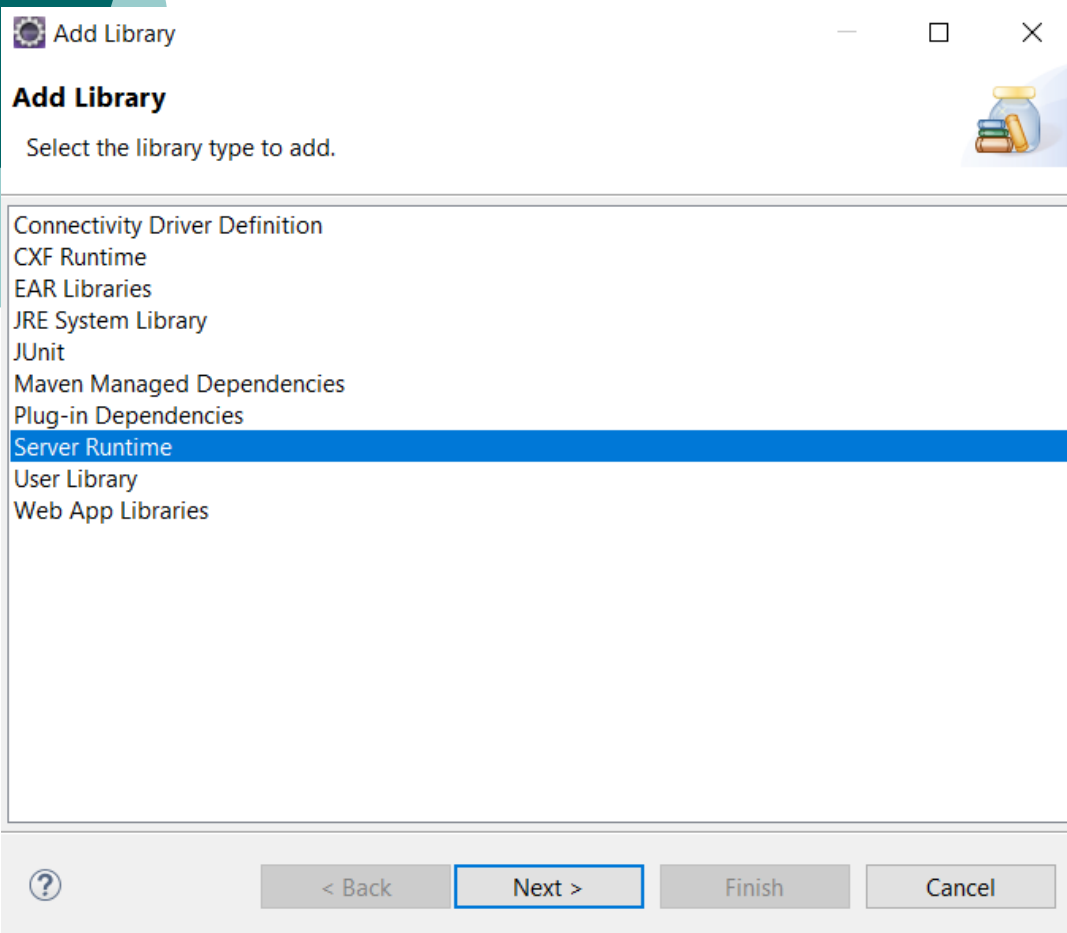 Add Library
Add Library
Select the library type to add.
Connectivity Driver Definition
CXF Runtime
EAR Libraries
JRE System Library
JUnit
Maven Managed Dependencies
Plug-in Dependencies
Server Runtime
User Library
Web App Libraries
?
< Back Next > Finish Cancel